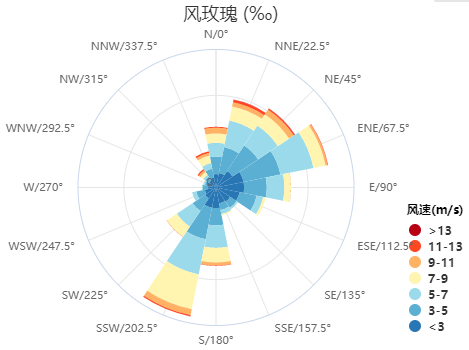 风玫瑰 (‰)
N/0°
NNE/22.5°
NE/45°
ENE/67.5°
E/90°
ESE/112.5°
SE/135°
SSE/157.5°
S/180°
SSW/202.5°
SW/225°
WSW/247.5°
W/270°
WNW/292.5°
NW/315°
NNW/337.5°
风速(m/s)
>13
11-13
9-11
7-9
5-7
3-5
<3